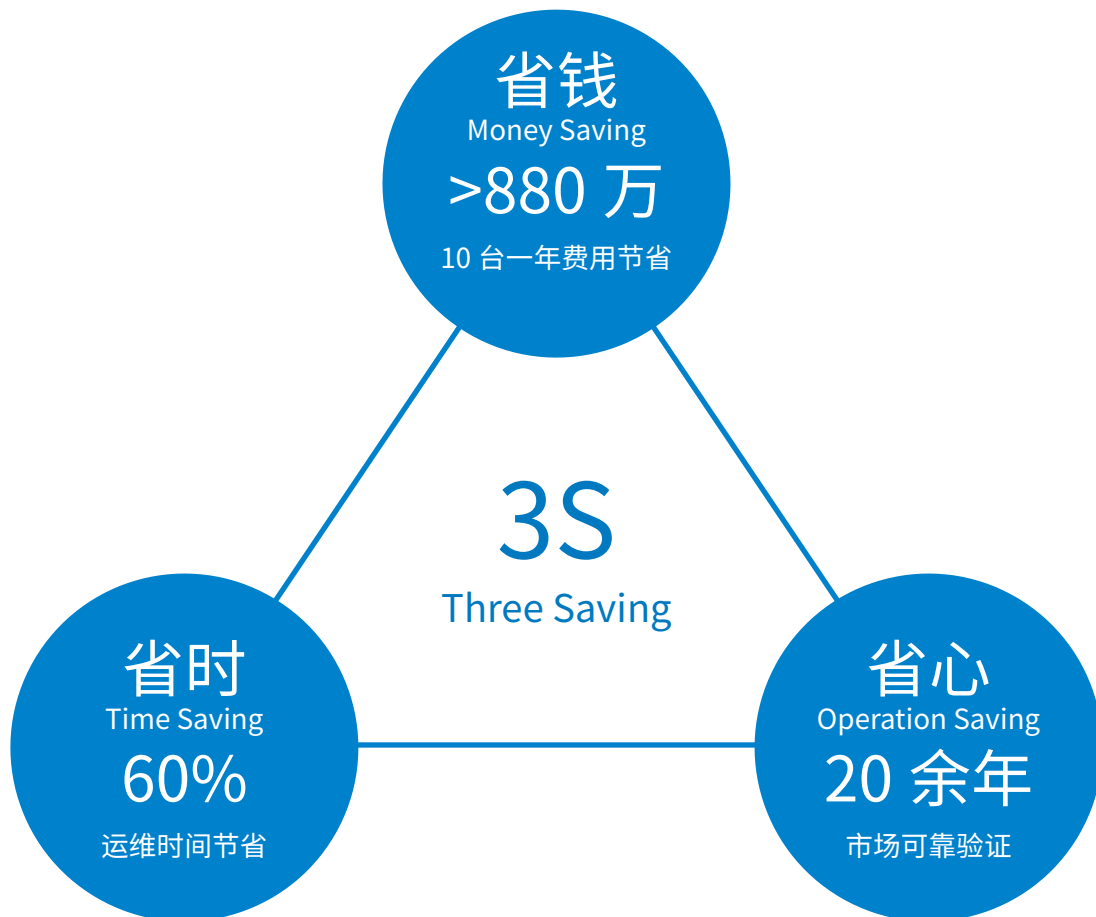 省钱
Money Saving
>880 万
10 台一年费用节省
3S
Three Saving
省时
Time Saving
60%
运维时间节省
省心
Operation Saving
20 余年
市场可靠验证